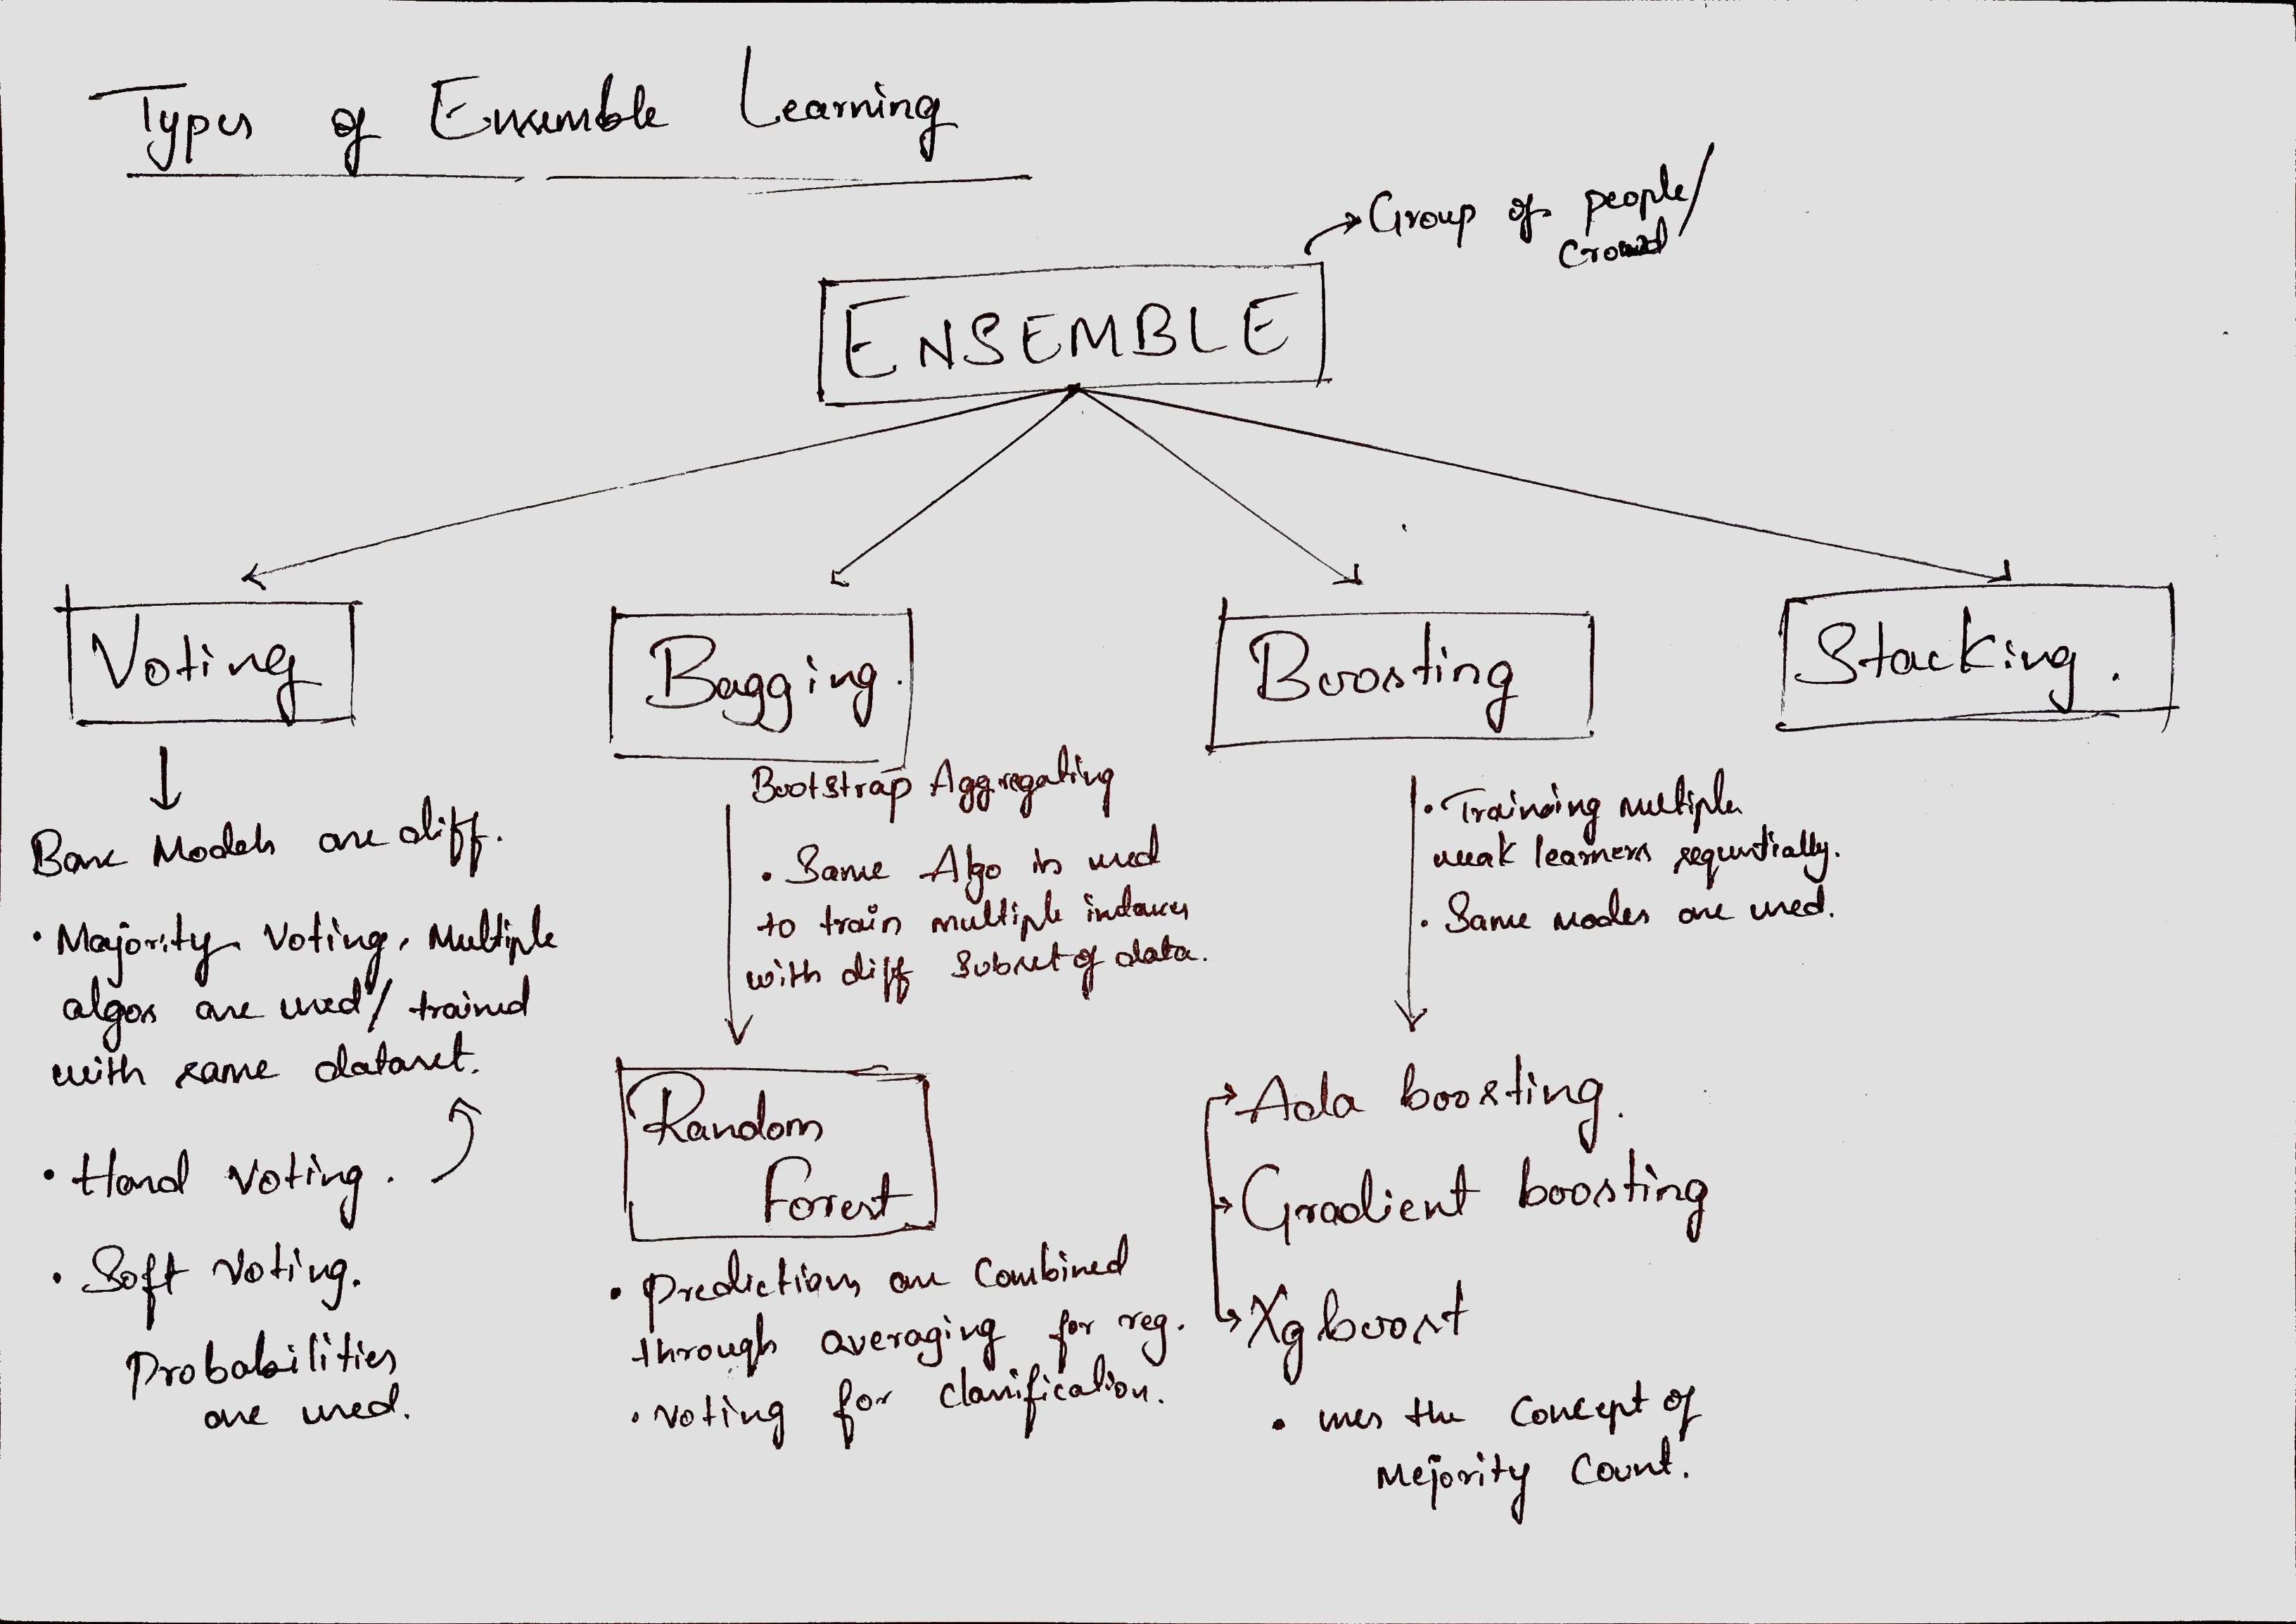 Types of Ensemble Learning
Group of people/
Crowd
ENSEMBLE
Voting
Bagging.
Boosting
Stacking.
Base Models are diff.
• Majority Voting, Multiple
algos are used/ trained
with same dataset.
• Hard Voting.
• Soft Voting.
Probabilities
are used.
Bootstrap Aggregating
• Same Algo is used
to train multiple
with diff Subset of data.
Random
Forest
• Predictions are Combined
through averaging for reg.
• Voting for Classification.
• Training multiple
weak learners sequentially.
• Same modes are used.
Ada boosting.
Gradient boosting
Xgboost
• uses the Concept of
Mejority Count.